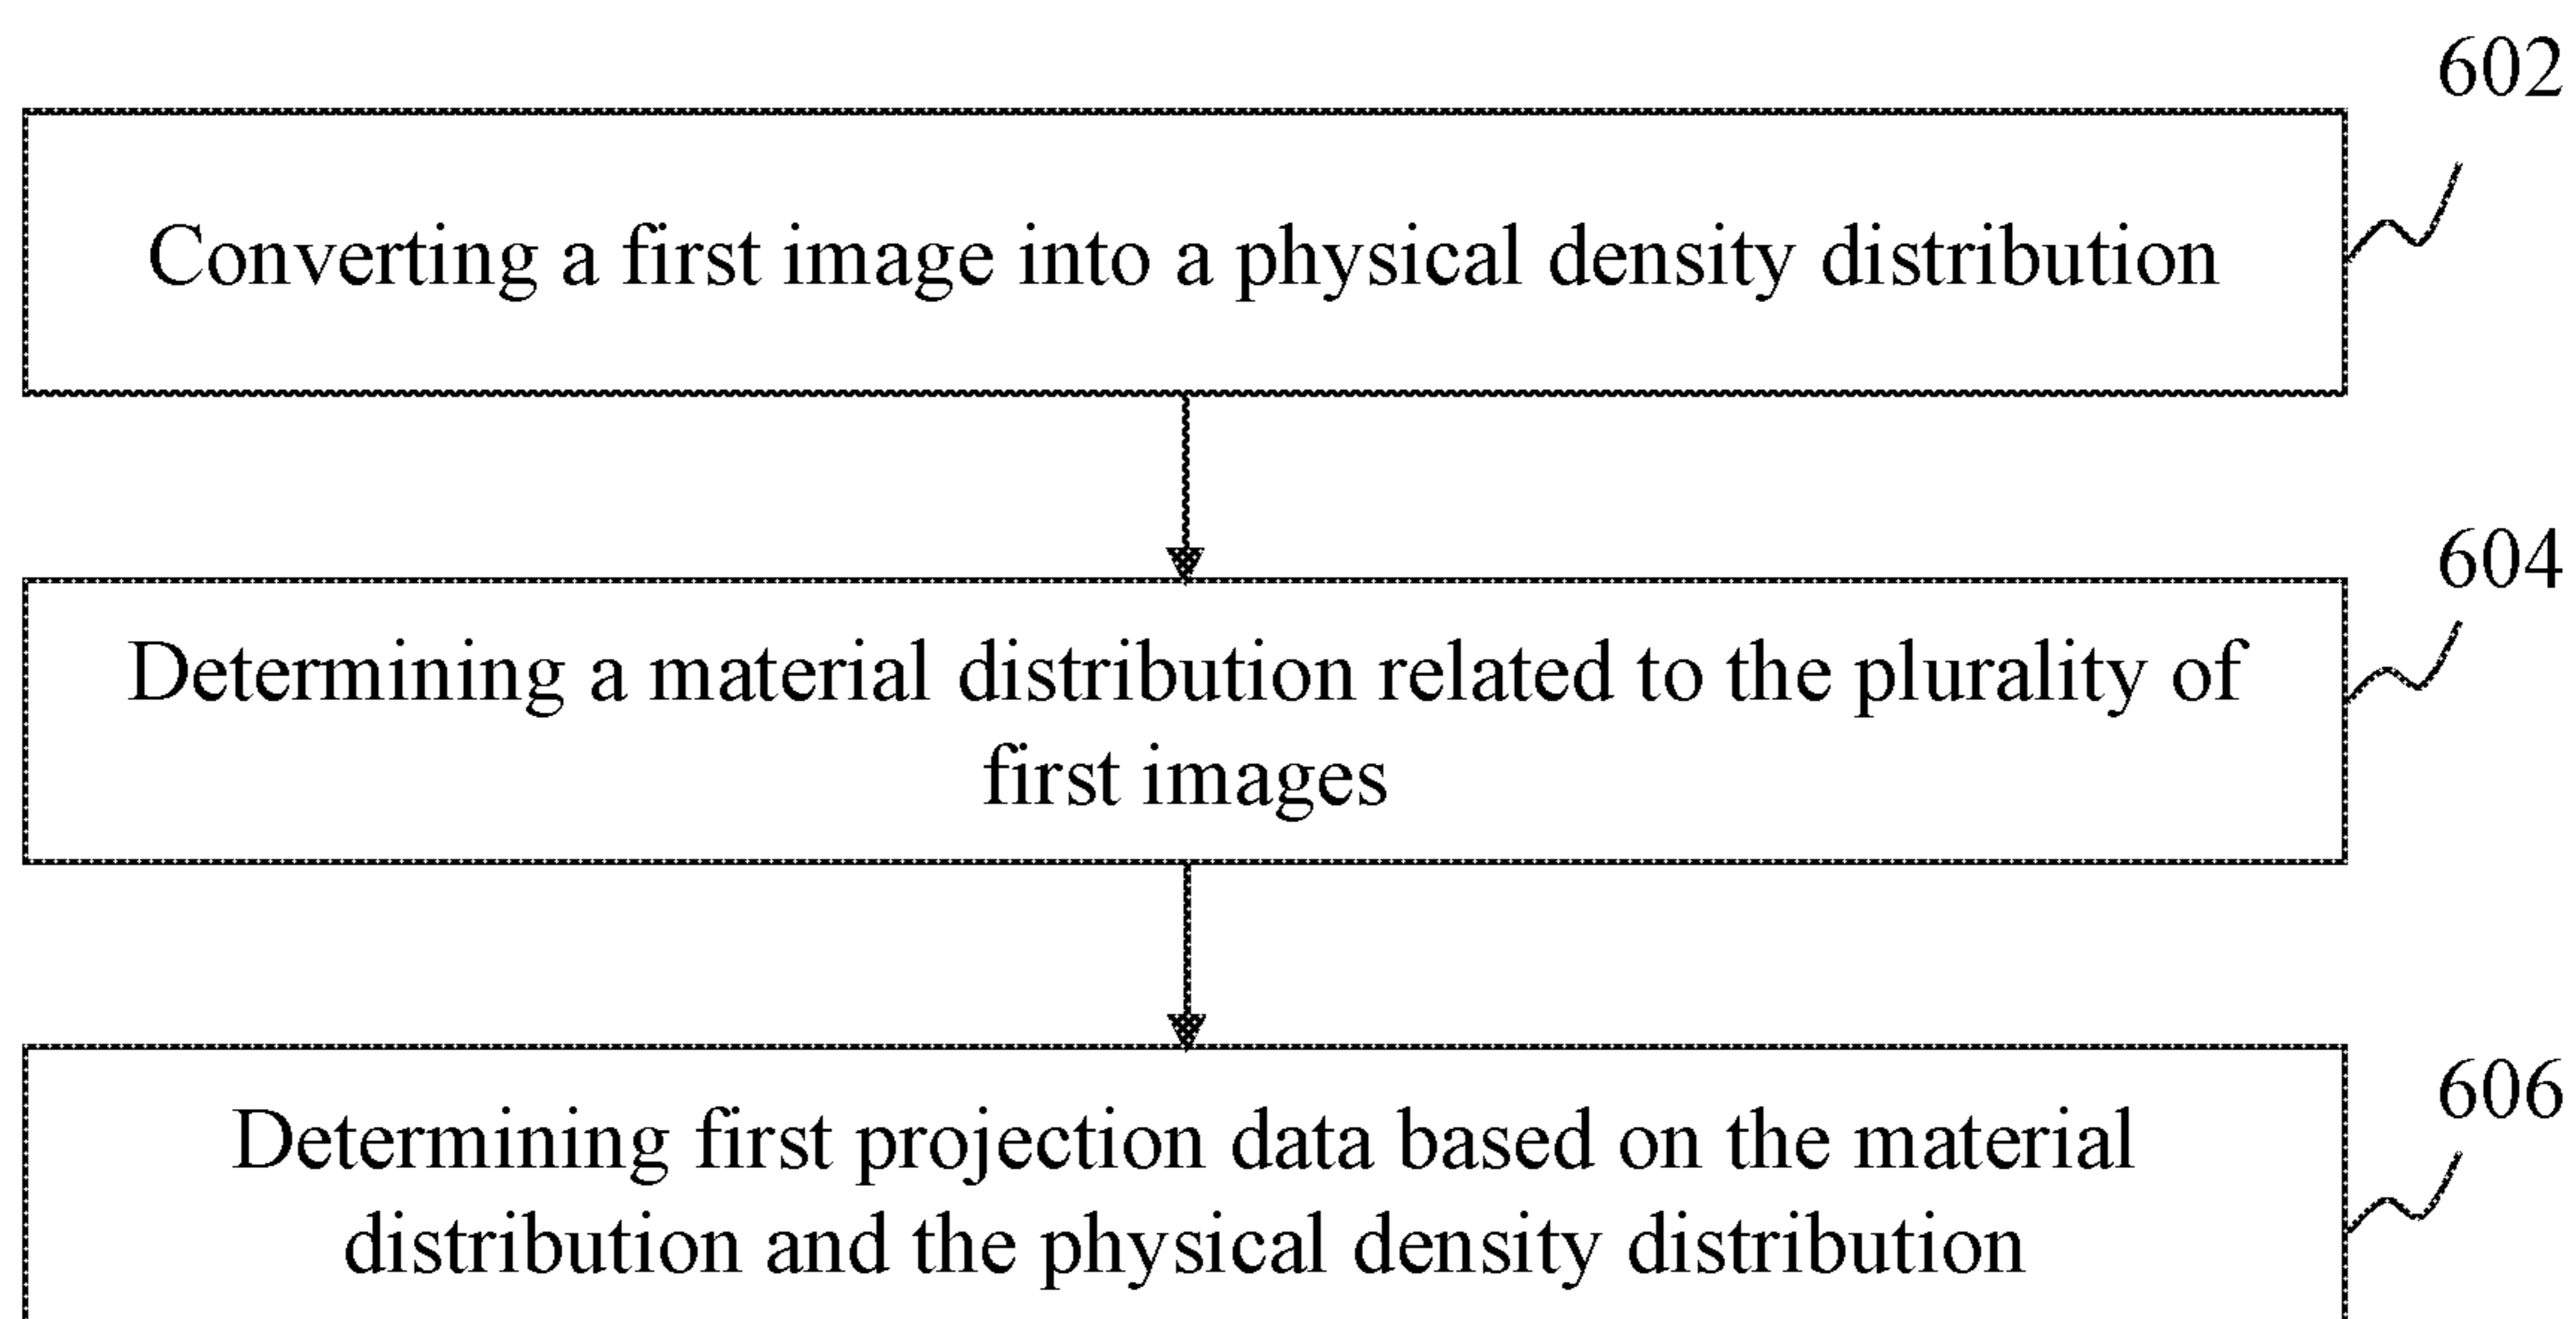 602
Converting a first image into a physical density distribution
604
Determining a material distribution related to the plurality of
first images
606
Determining first projection data based on the material
distribution and the physical density distribution